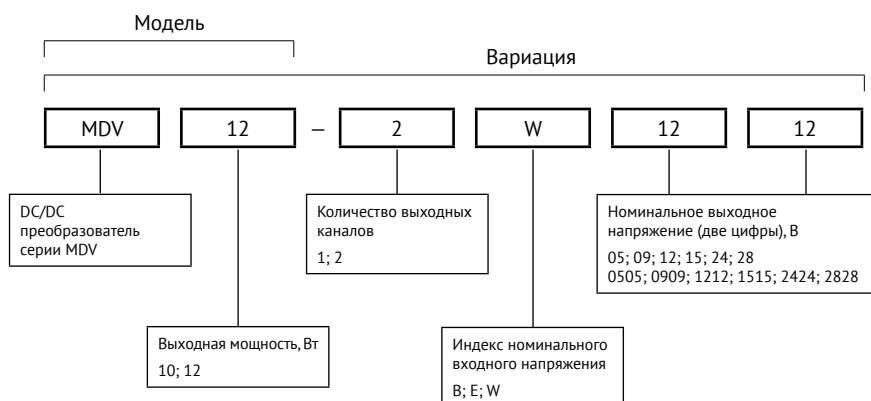 Модель
Вариация
MDV 12 – 2 W 12 12
DC/DC
преобразователь
серии MDV
Количество выходных
каналов
1; 2
Номинальное выходное
напряжение (две цифры), В
05; 09; 12; 15; 24; 28
0505; 0909; 1212; 1515; 2424; 2828
Выходная мощность, Вт
10; 12
Индекс номинального
входного напряжения
B; E; W